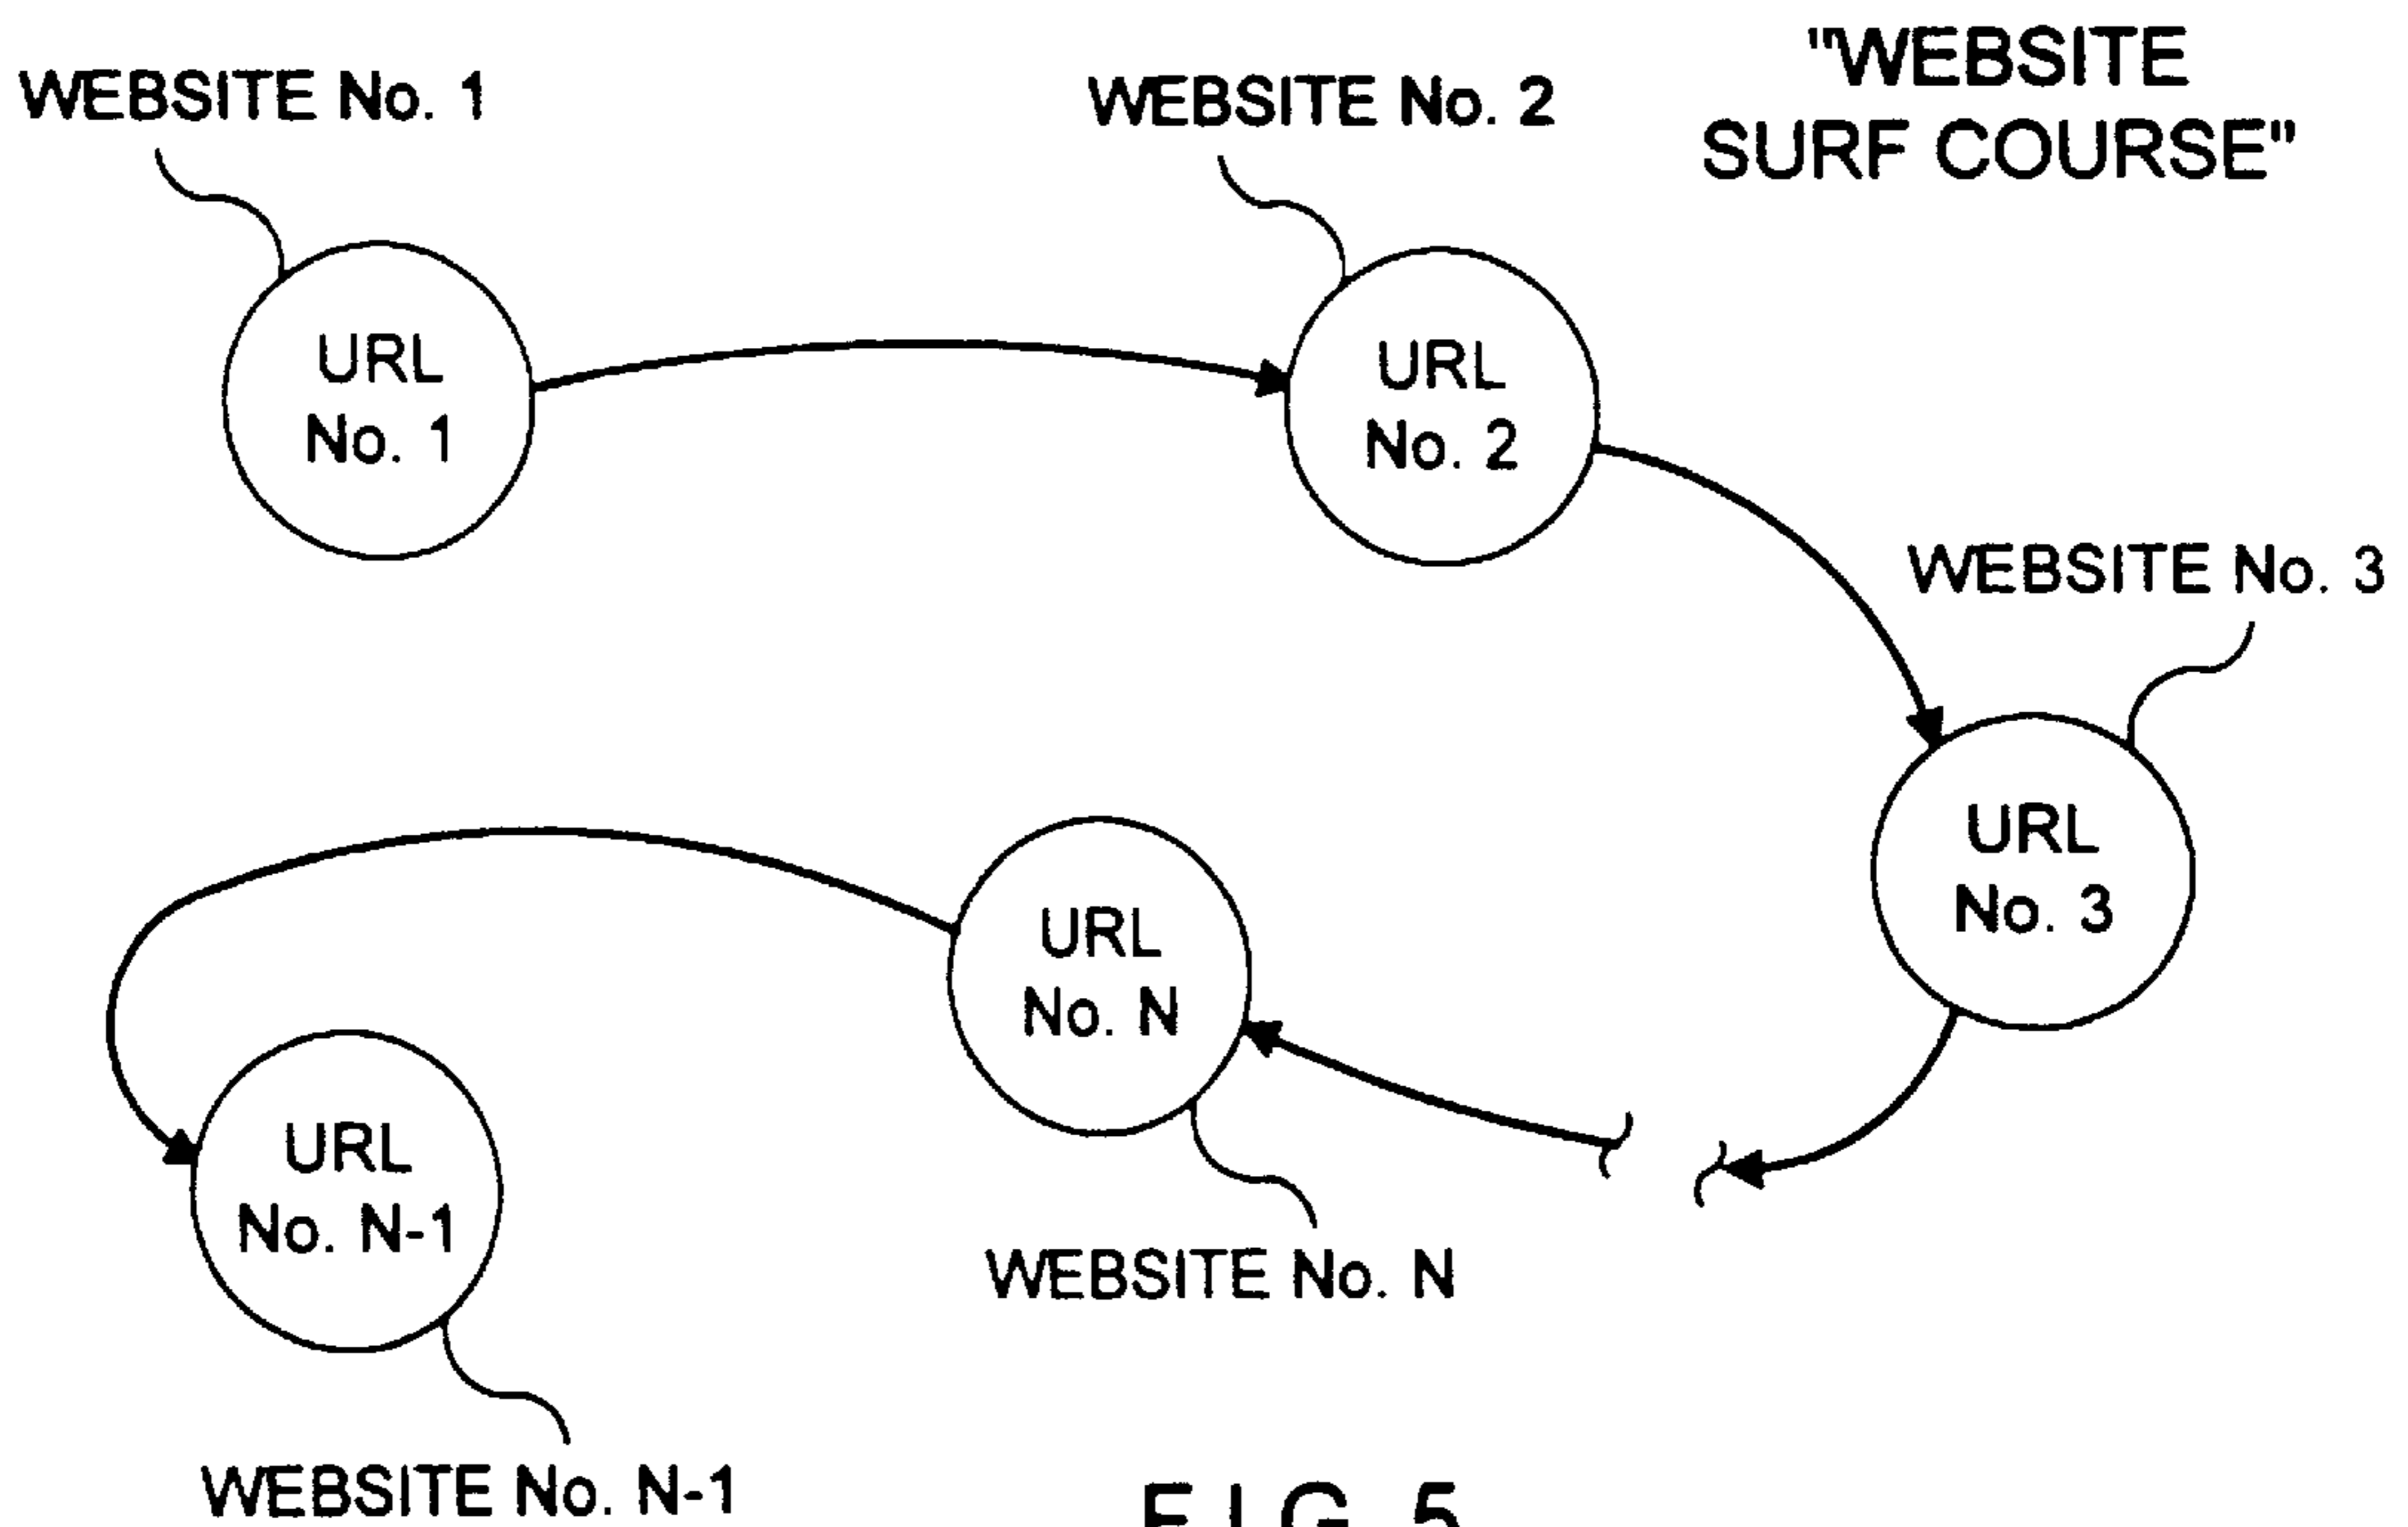 "WEBSITE
SURF COURSE"
WEBSITE No. 1
WEBSITE No. 2
URL
No. 1
URL
No. 2
WEBSITE No. 3
URL
No. 3
URL
No. N
URL
No. N-1
WEBSITE No. N
WEBSITE No. N-1
FIG. 5